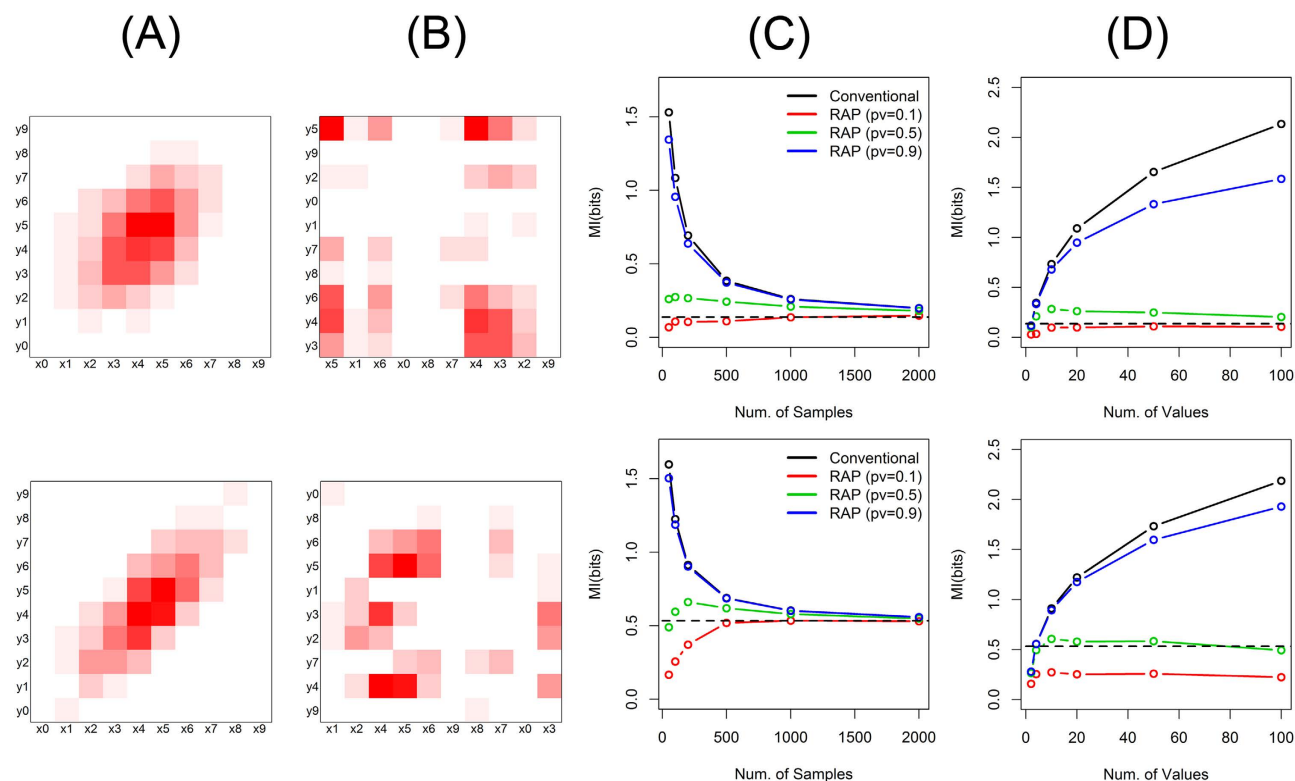 (A) (B) (C) (D)
y9
y8
y7
y6
y5
y4
y3
y2
y1
y0
x0 x1 x2 x3 x4 x5 x6 x7 x8 x9
y5
y9
y2
y0
y1
y7
y8
y6
y4
y3
x5 x1 x6 x0 x8 x7 x4 x3 x2 x9
MI(bits)
1.5
1.0
0.5
0.0
Conventional
RAP (pv=0.1)
RAP (pv=0.5)
RAP (pv=0.9)
0 500 1000 1500 2000
Num. of Samples
MI(bits)
2.5
2.0
1.5
1.0
0.5
0.0
0 20 40 60 80 100
Num. of Values
y9
y8
y7
y6
y5
y4
y3
y2
y1
y0
x0 x1 x2 x3 x4 x5 x6 x7 x8 x9
y0
y8
y6
y5
y1
y3
y2
y7
y4
y9
x1 x2 x4 x5 x6 x9 x8 x7 x0 x3
MI(bits)
1.5
1.0
0.5
0.0
Conventional
RAP (pv=0.1)
RAP (pv=0.5)
RAP (pv=0.9)
0 500 1000 1500 2000
Num. of Samples
MI(bits)
2.5
2.0
1.5
1.0
0.5
0.0
0 20 40 60 80 100
Num. of Values